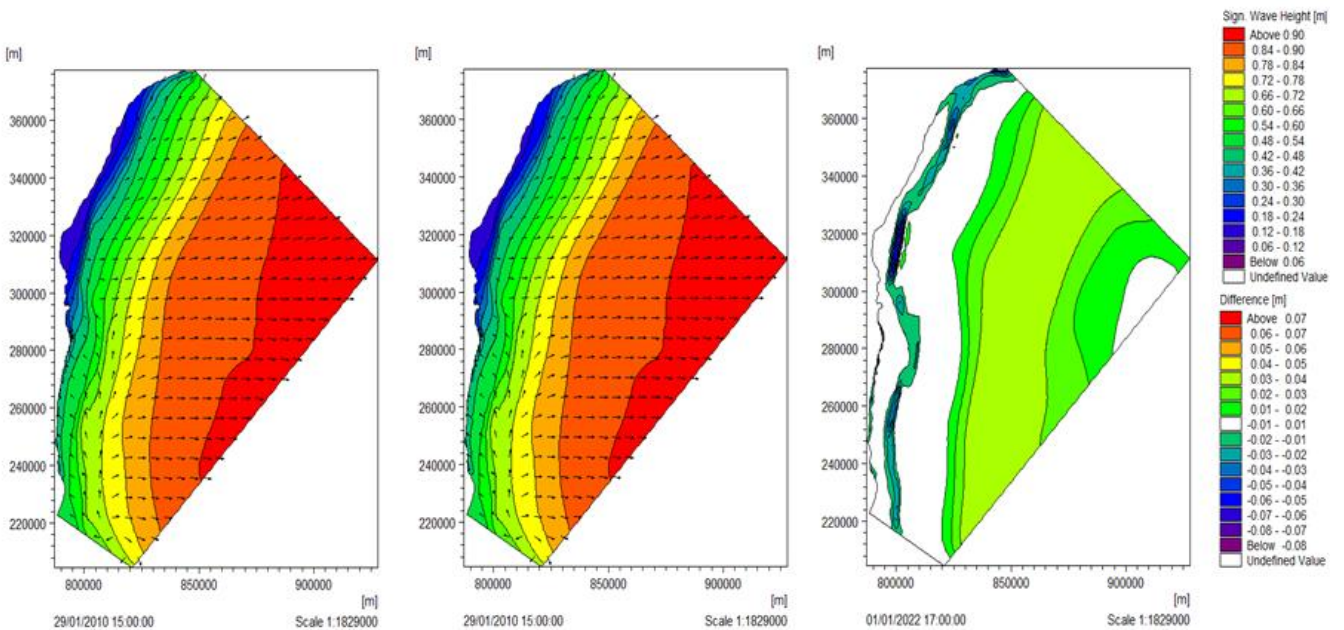 [m]
360000
340000
320000
300000
280000
260000
240000
220000
800000 850000 900000
[m]
29/01/2010 15:00:00 Scale 1:1829000
[m]
360000
340000
320000
300000
280000
260000
240000
220000
800000 850000 900000
[m]
29/01/2010 15:00:00 Scale 1:1829000
[m]
360000
340000
320000
300000
280000
260000
240000
220000
800000 850000 900000
[m]
01/01/2022 17:00:00 Scale 1:1829000
Sign. Wave Height [m]
Above 0.90
0.84 - 0.90
0.78 - 0.84
0.72 - 0.78
0.66 - 0.72
0.60 - 0.66
0.54 - 0.60
0.48 - 0.54
0.42 - 0.48
0.36 - 0.42
0.30 - 0.36
0.24 - 0.30
0.18 - 0.24
0.12 - 0.18
0.06 - 0.12
Below 0.06
Undefined Value
Difference [m]
Above 0.07
0.06 - 0.07
0.05 - 0.06
0.04 - 0.05
0.03 - 0.04
0.02 - 0.03
0.01 - 0.02
-0.01 - 0.01
-0.02 - -0.01
-0.03 - -0.02
-0.04 - -0.03
-0.05 - -0.04
-0.06 - -0.05
-0.07 - -0.06
-0.08 - -0.07
Below -0.08
Undefined Value